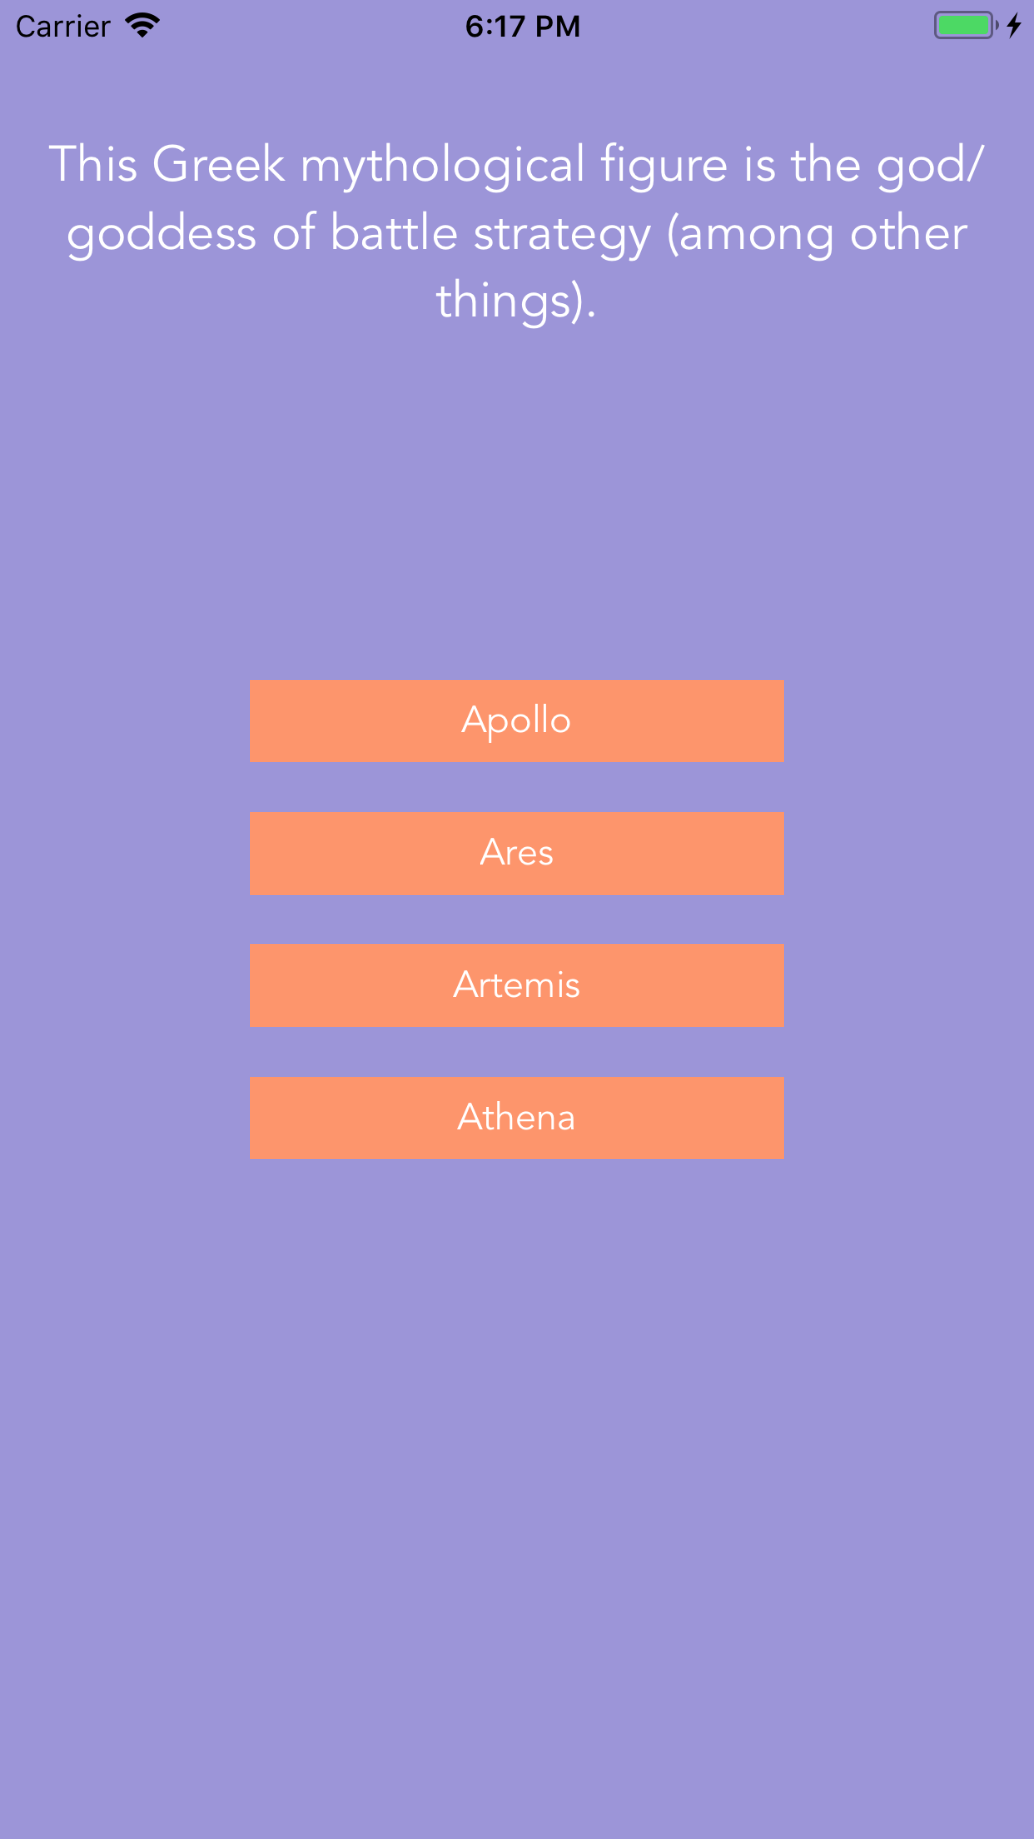 Carrier 6:17 PM
This Greek mythological figure is the god/
goddess of battle strategy (among other
things).
Apollo
Ares
Artemis
Athena